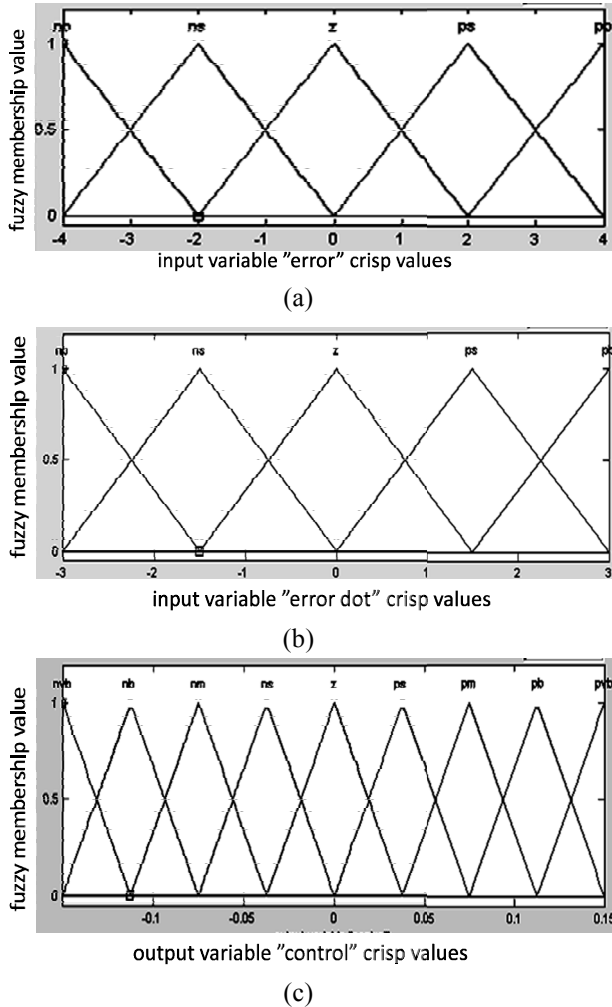 nb ns z ps pb
1
0.5
0
-4 -3 -2 -1 0 1 2 3 4
fuzzy membership value
input variable ”error” crisp values
(a)
ns z ps
1
0.5
0
-3 -2 -1 0 1 2 3
fuzzy membership value
input variable ”error dot” crisp values
(b)
nvb nb nm ns z ps pm pb pvb
1
0.5
0
-0.1 -0.05 0 0.05 0.1 0.15
fuzzy membership value
output variable ”control” crisp values
(c)